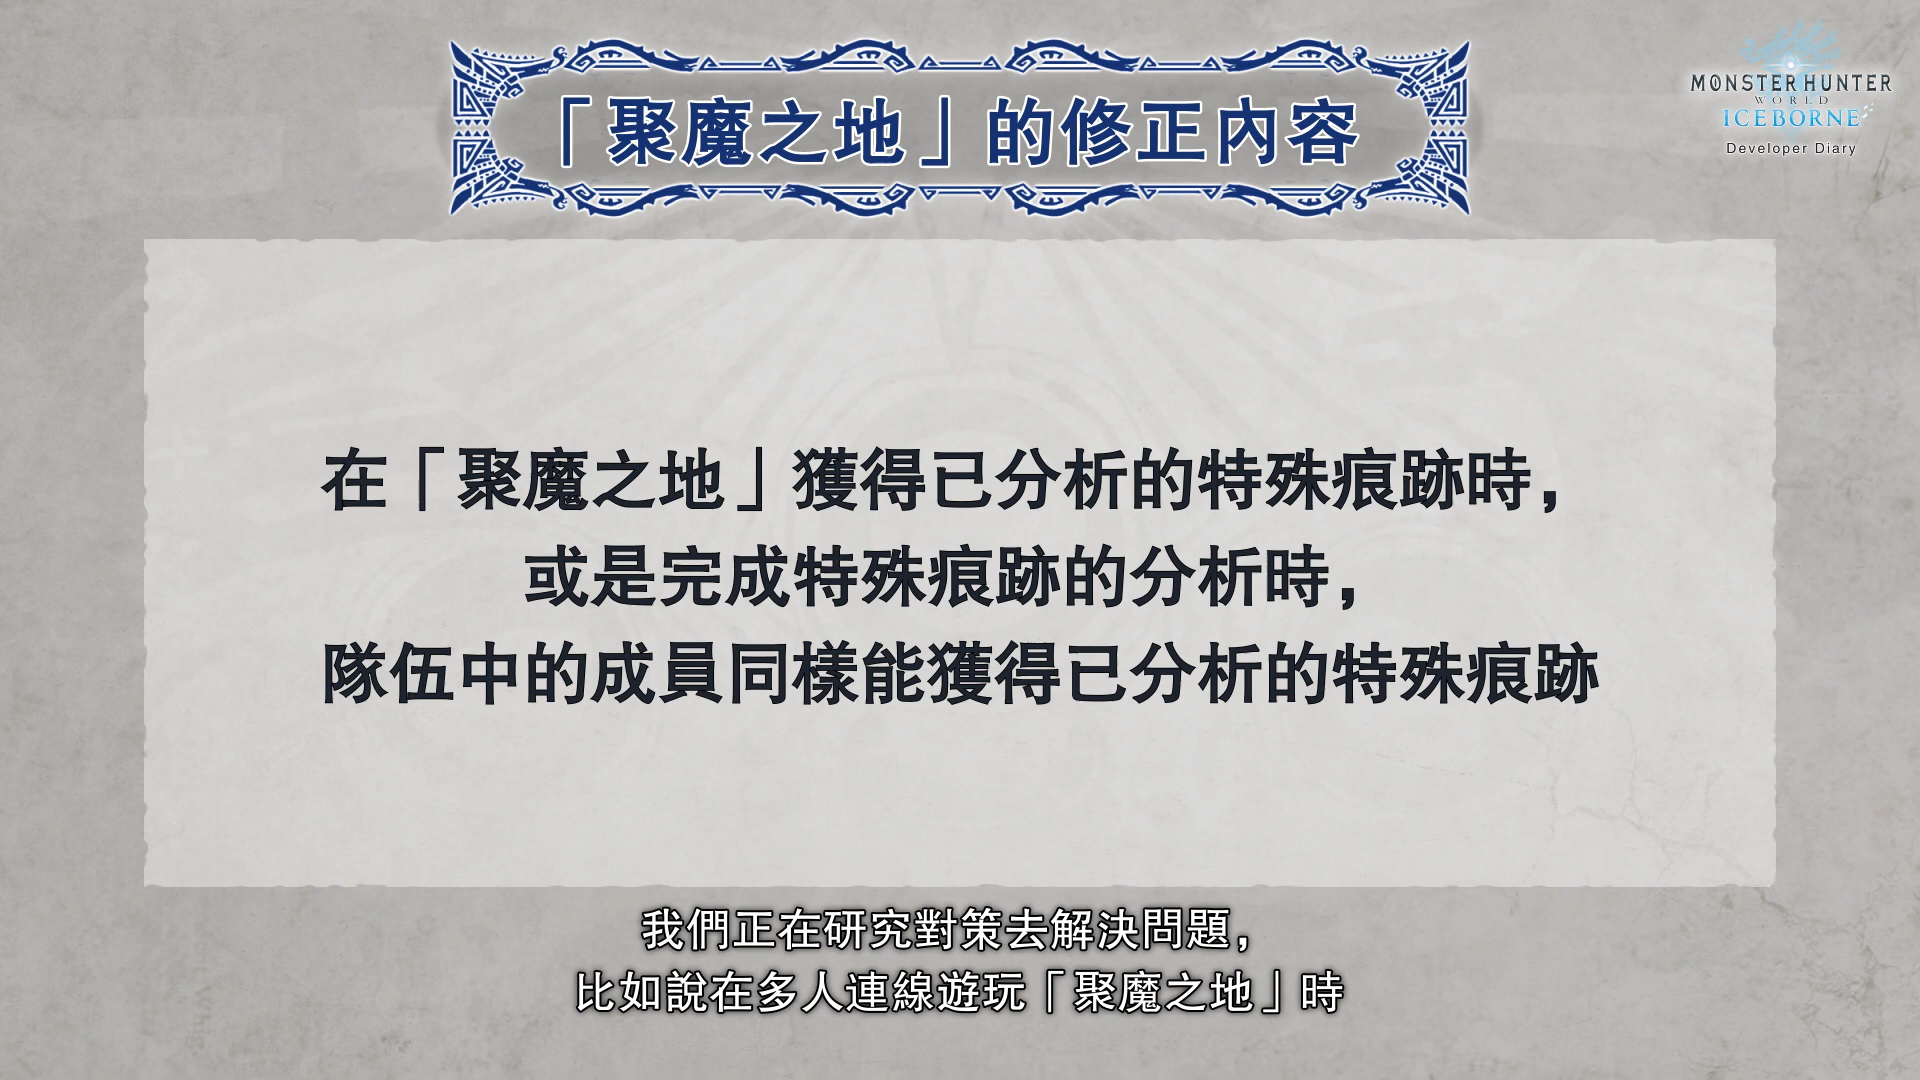 「聚魔之地」的修正內容
MONSTER HUNTER
WORLD
ICEBORNE
Developer Diary
在「聚魔之地」獲得已分析的特殊痕跡時，
或是完成特殊痕跡的分析時，
隊伍中的成員同樣能獲得已分析的特殊痕跡
我們正在研究對策去解決問題，
比如說在多人連線遊玩「聚魔之地」時